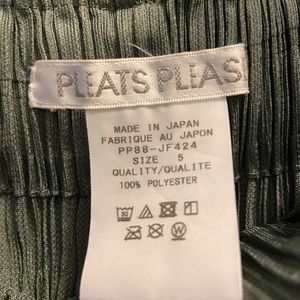 PLEATS PLEAS
MADE IN JAPAN
FABRIQUE AU JAPON
PP88-JF424
SIZE 5
QUALITY/QUALITE
100% POLYESTER